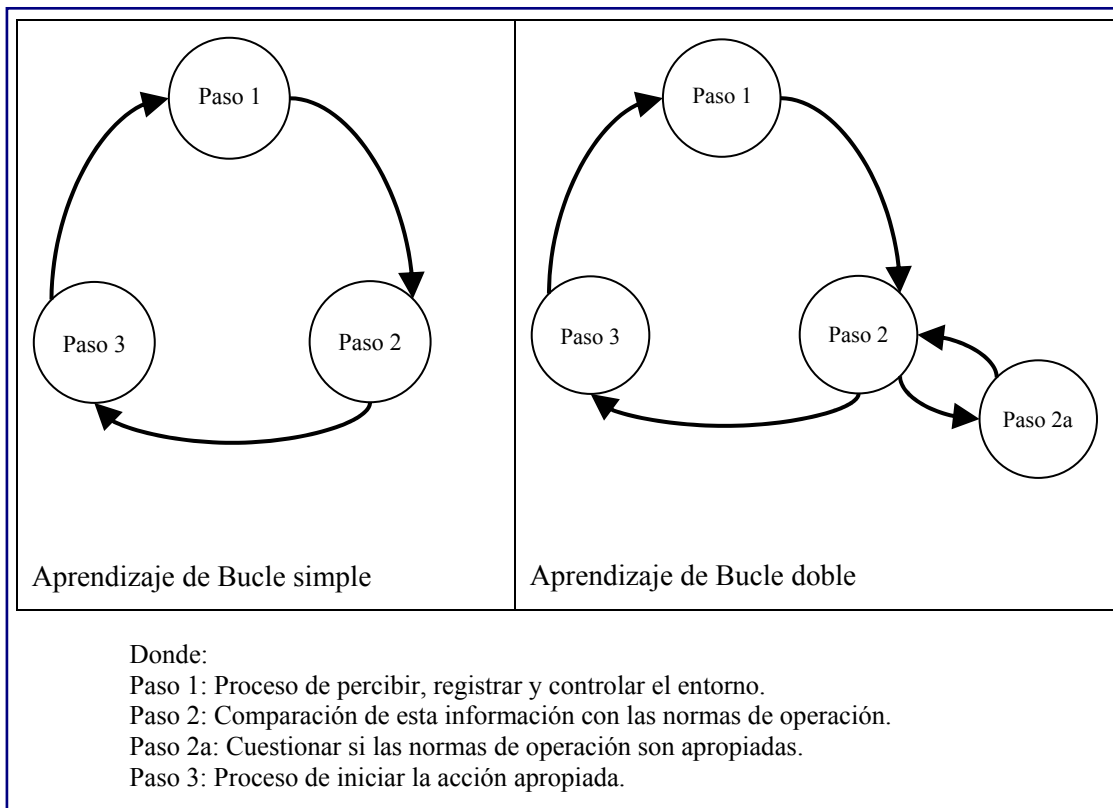 Paso 1
Paso 3
Paso 2
Aprendizaje de Bucle simple
Paso 1
Paso 3
Paso 2
Paso 2a
Aprendizaje de Bucle doble
Donde:
Paso 1: Proceso de percibir, registrar y controlar el entorno.
Paso 2: Comparación de esta información con las normas de operación.
Paso 2a: Cuestionar si las normas de operación son apropiadas.
Paso 3: Proceso de iniciar la acción apropiada.